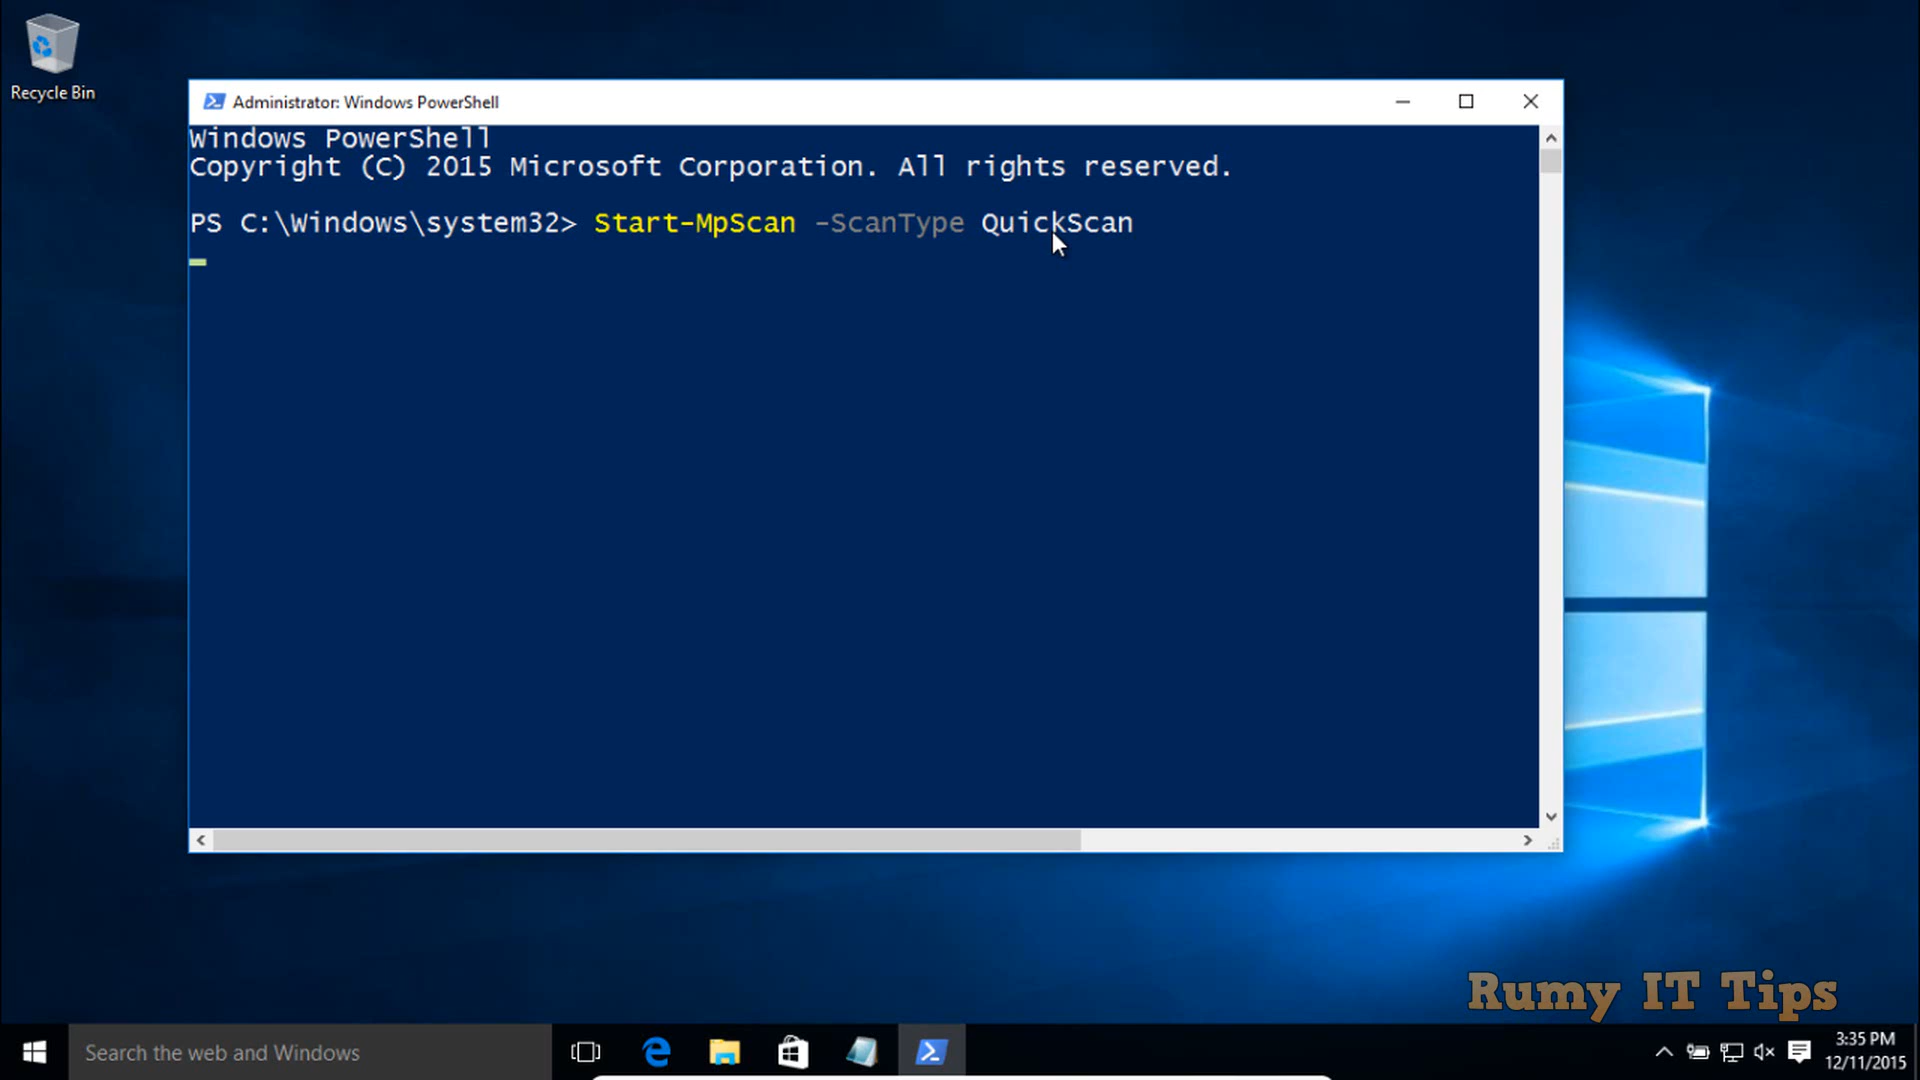 Recycle Bin
Administrator: Windows PowerShell
Windows PowerShell
Copyright (C) 2015 Microsoft Corporation. All rights reserved.
PS C:\Windows\system32> Start-MpScan -ScanType QuickScan
Rumy IT Tips
Search the web and Windows
3:35 PM
12/11/2015